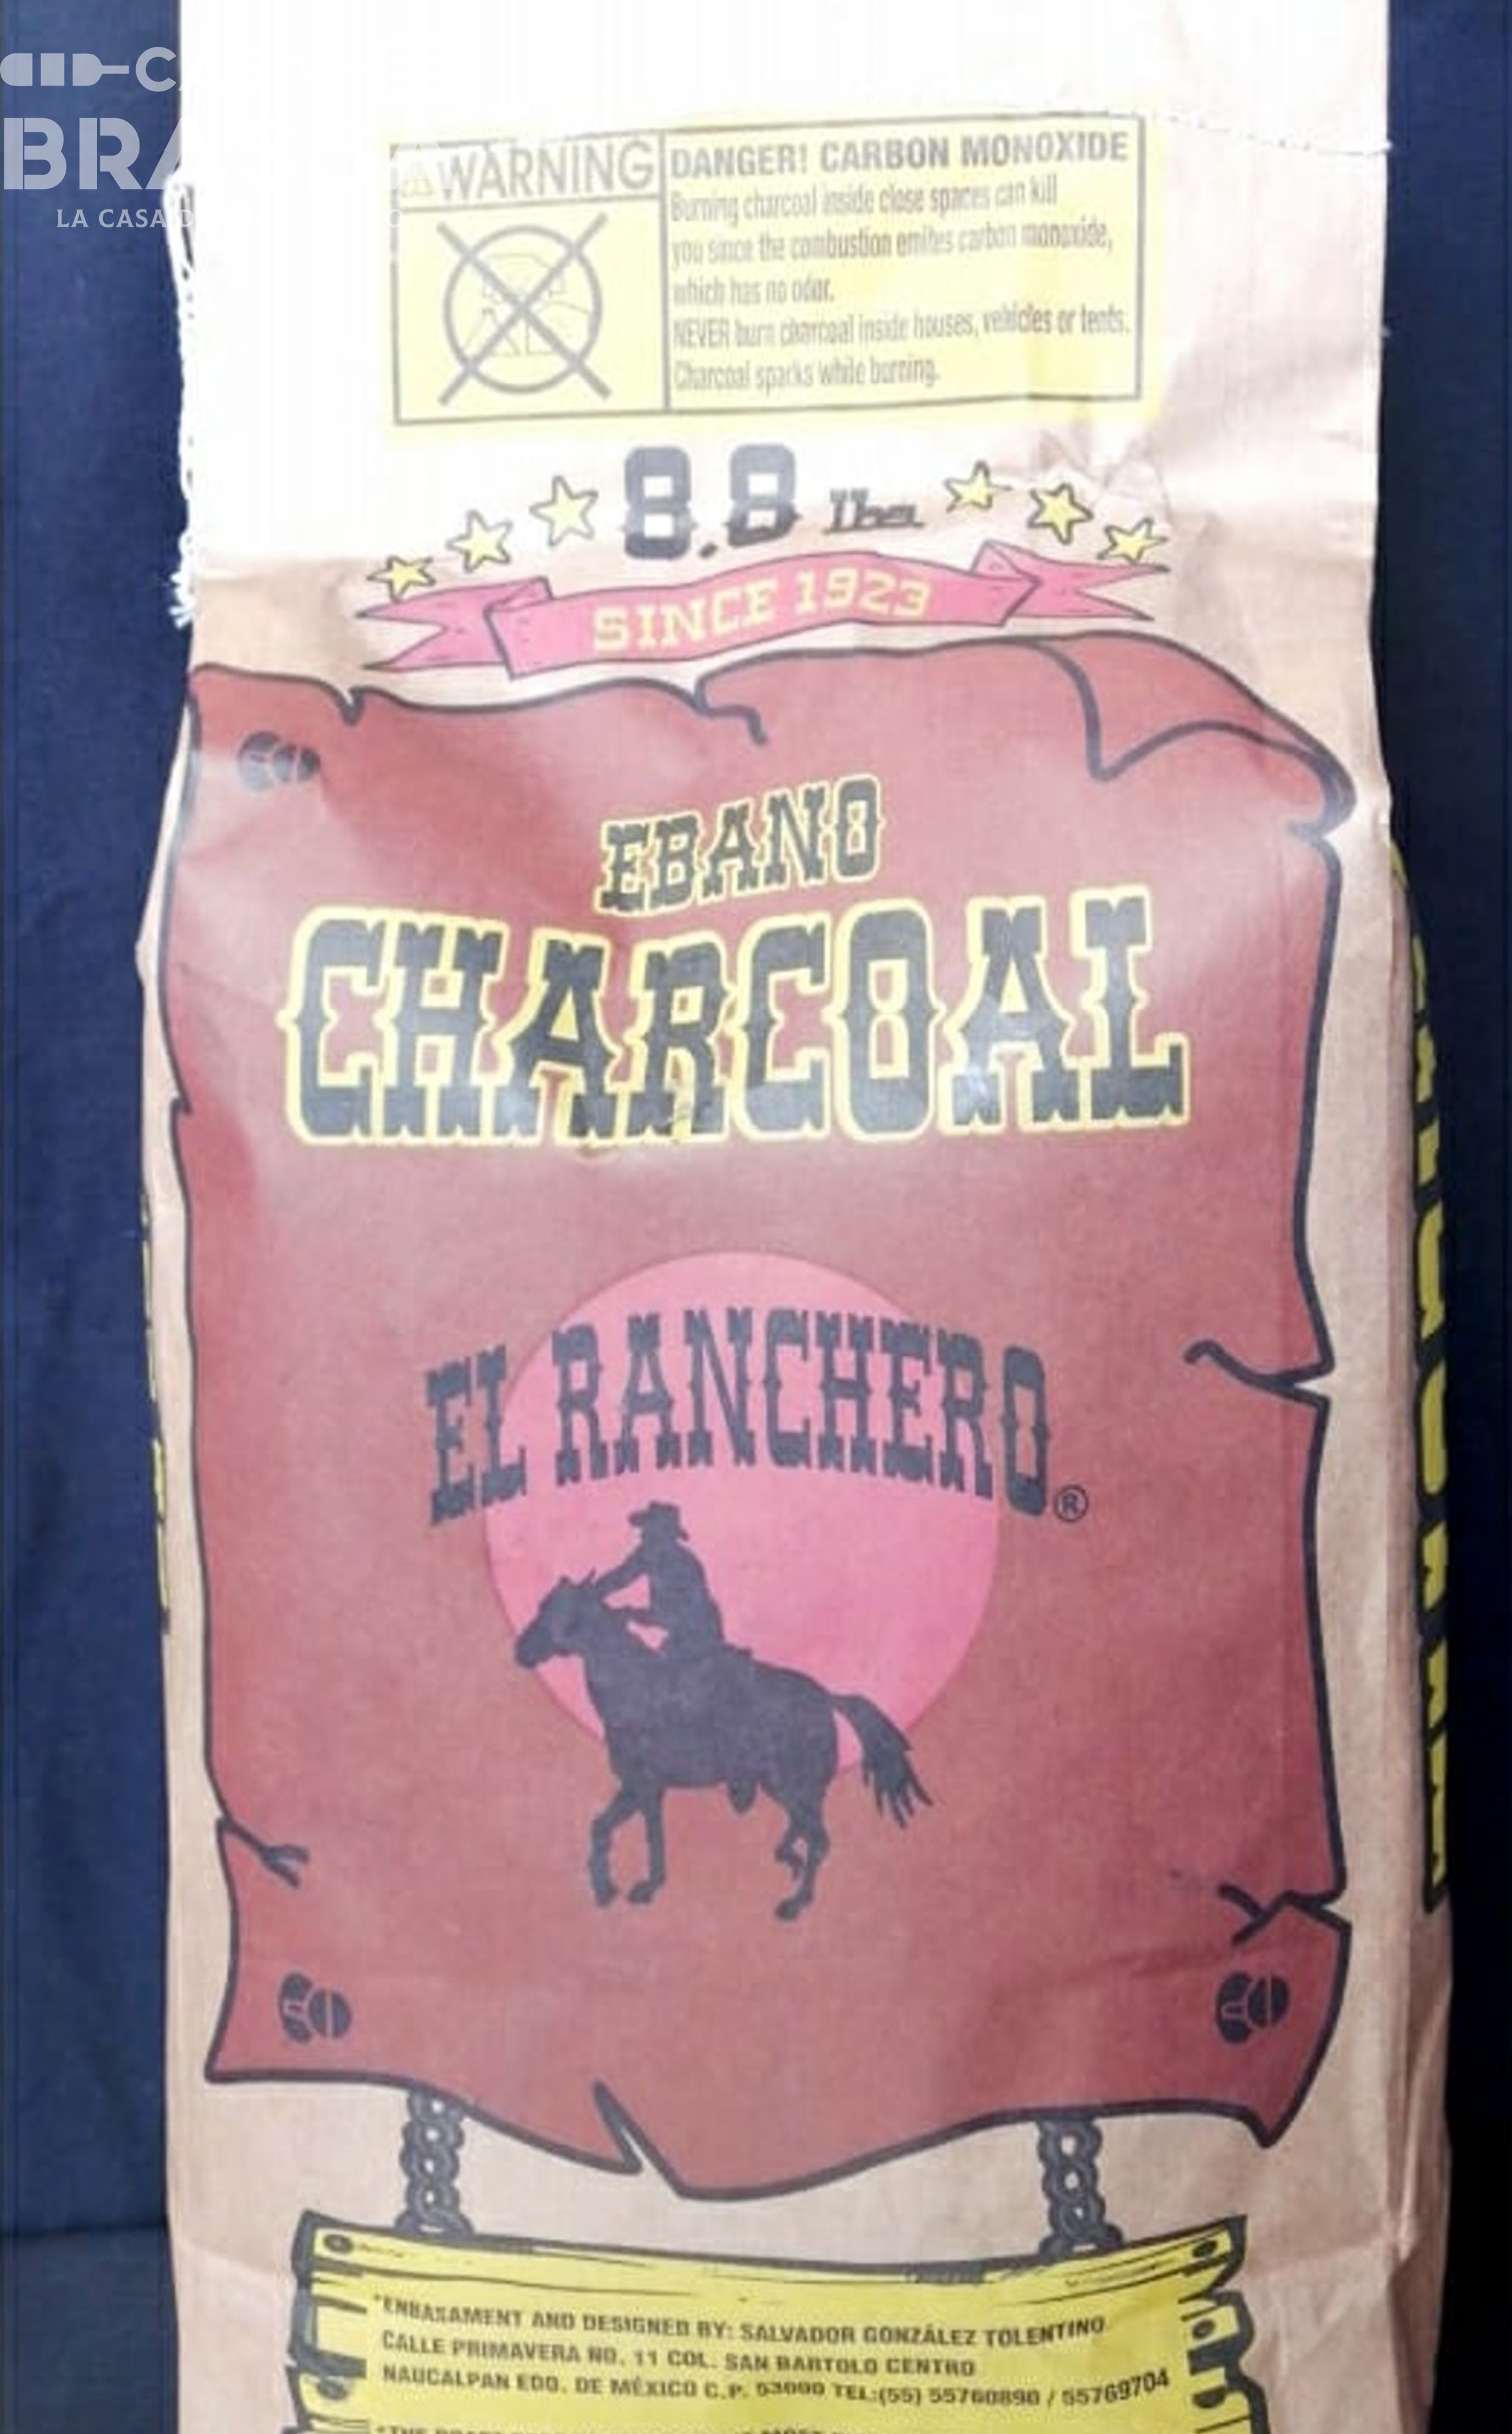 BRA
LA CASA D
WARNING
DANGER! CARBON MONOXIDE
Burning charcoal inside close spaces can kill
you since the combustion emites carbon monoxide,
which has no odor.
NEVER burn charcoal inside houses, vehicles or tents.
Charcoal sparks while burning.
8.8 lbs
SINCE 1923
EBANO
CHARCOAL
EL RANCHERO®
*ENBASAMENT AND DESIGNED BY: SALVADOR GONZÁLEZ TOLENTINO
CALLE PRIMAVERA NO. 11 COL. SAN BARTOLO CENTRO
NAUCALPAN EDO. DE MÉXICO C.P. 53000 TEL:(55) 55760890 / 55769704